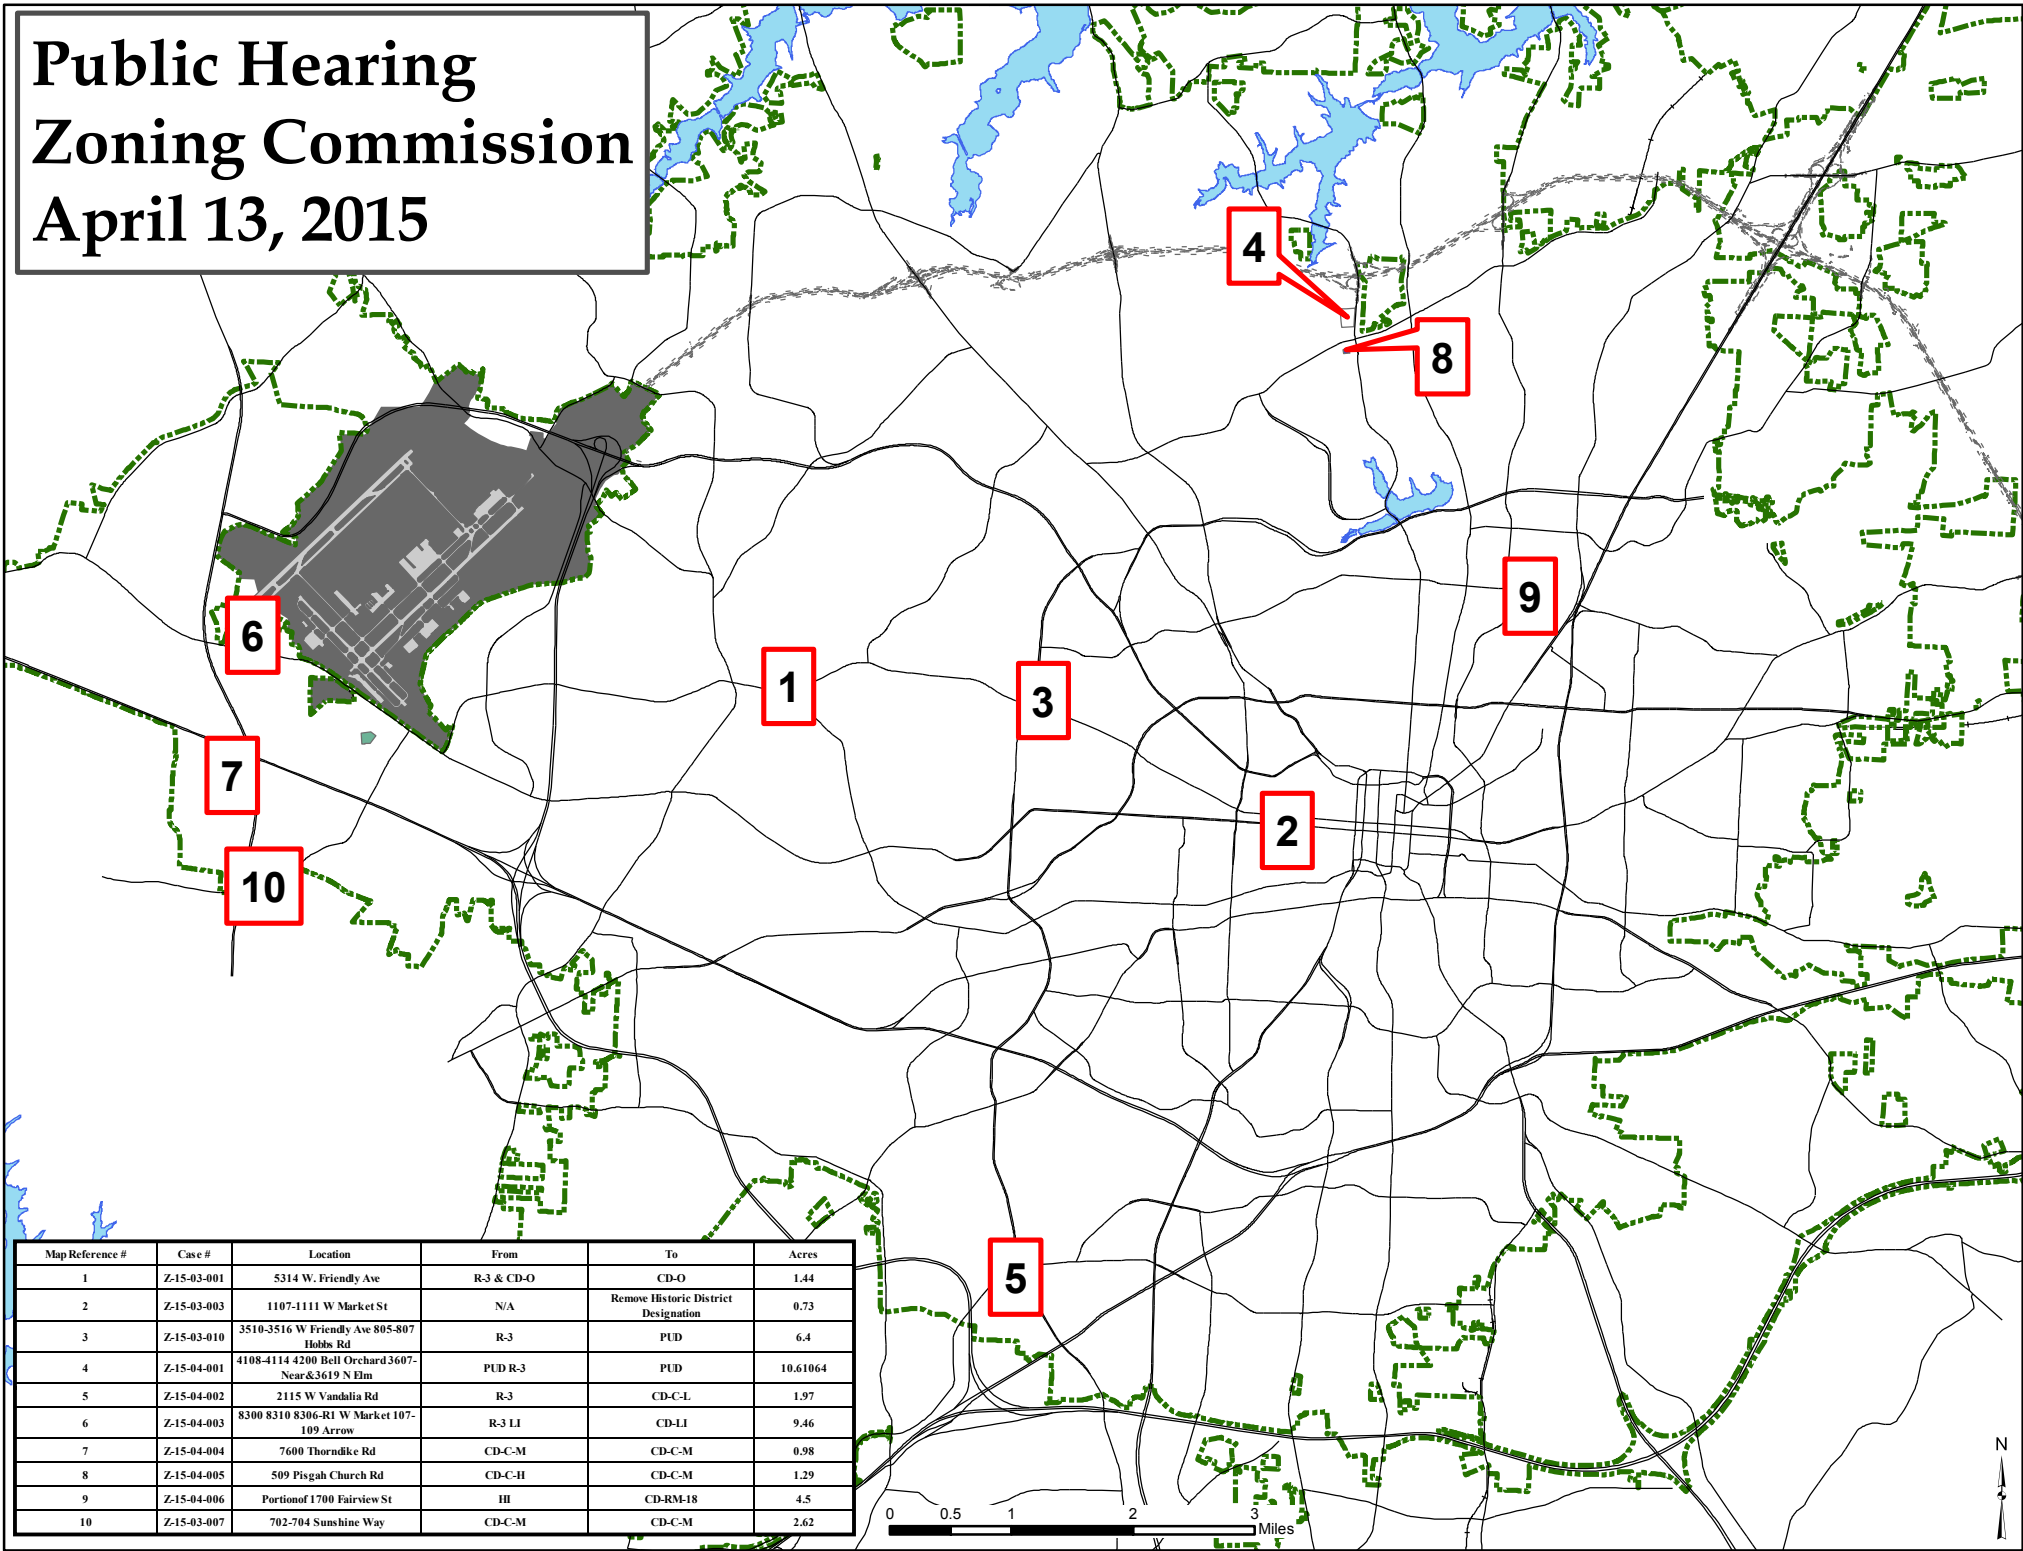 Public Hearing
Zoning Commission
April 13, 2015
4
8
9
6
1
3
7
2
10
5
Map Reference # Case # Location From To Acres
1 Z-15-03-001 5314 W. Friendly Ave R-3 & CD-O CD-O 1.44
2 Z-15-03-003 1107-1111 W Market St N/A Remove Historic District
Designation 0.73
3 Z-15-03-010 3510-3516 W Friendly Ave 805-807
Hobbs Rd R-3 PUD 6.4
4 Z-15-04-001 4108-4114 4200 Bell Orchard 3607-
Near&3619 N Elm PUD R-3 PUD 10.61064
5 Z-15-04-002 2115 W Vandalia Rd R-3 CD-C-L 1.97
6 Z-15-04-003 8300 8310 8306-R1 W Market 107-
109 Arrow R-3 LI CD-LI 9.46
7 Z-15-04-004 7600 Thorndike Rd CD-C-M CD-C-M 0.98
8 Z-15-04-005 509 Pisgah Church Rd CD-C-H CD-C-M 1.29
9 Z-15-04-006 Portionof 1700 Fairview St HI CD-RM-18 4.5
10 Z-15-03-007 702-704 Sunshine Way CD-C-M CD-C-M 2.62
0 0.5 1 2 3
Miles
N